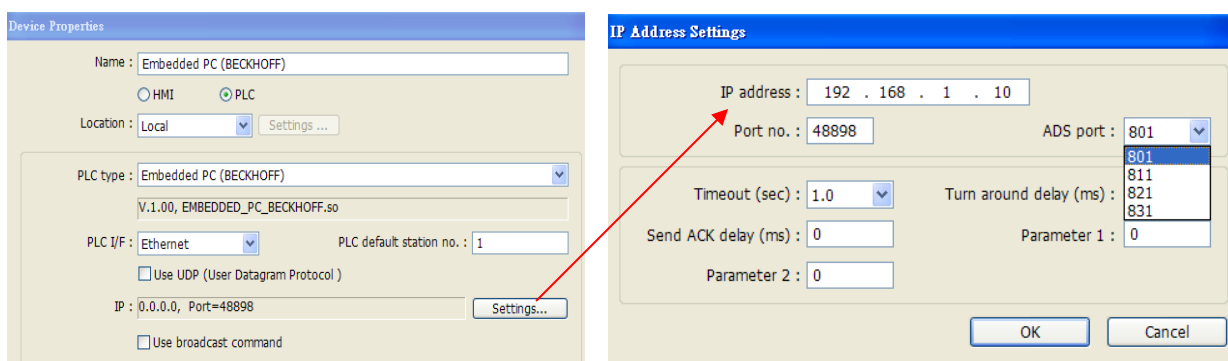 Device Properties
Name : Embedded PC (BECKHOFF)
HMI PLC
Location : Local Settings ...
PLC type : Embedded PC (BECKHOFF)
V.1.00, EMBEDDED_PC_BECKHOFF.so
PLC I/F : Ethernet PLC default station no. : 1
Use UDP (User Datagram Protocol )
IP : 0.0.0.0, Port=48898 Settings...
Use broadcast command
IP Address Settings
IP address : 192 . 168 . 1 . 10
Port no. : 48898 ADS port : 801
801
811
821
831
Timeout (sec) : 1.0 Turn around delay (ms) :
Send ACK delay (ms) : 0 Parameter 1 : 0
Parameter 2 : 0
OK Cancel